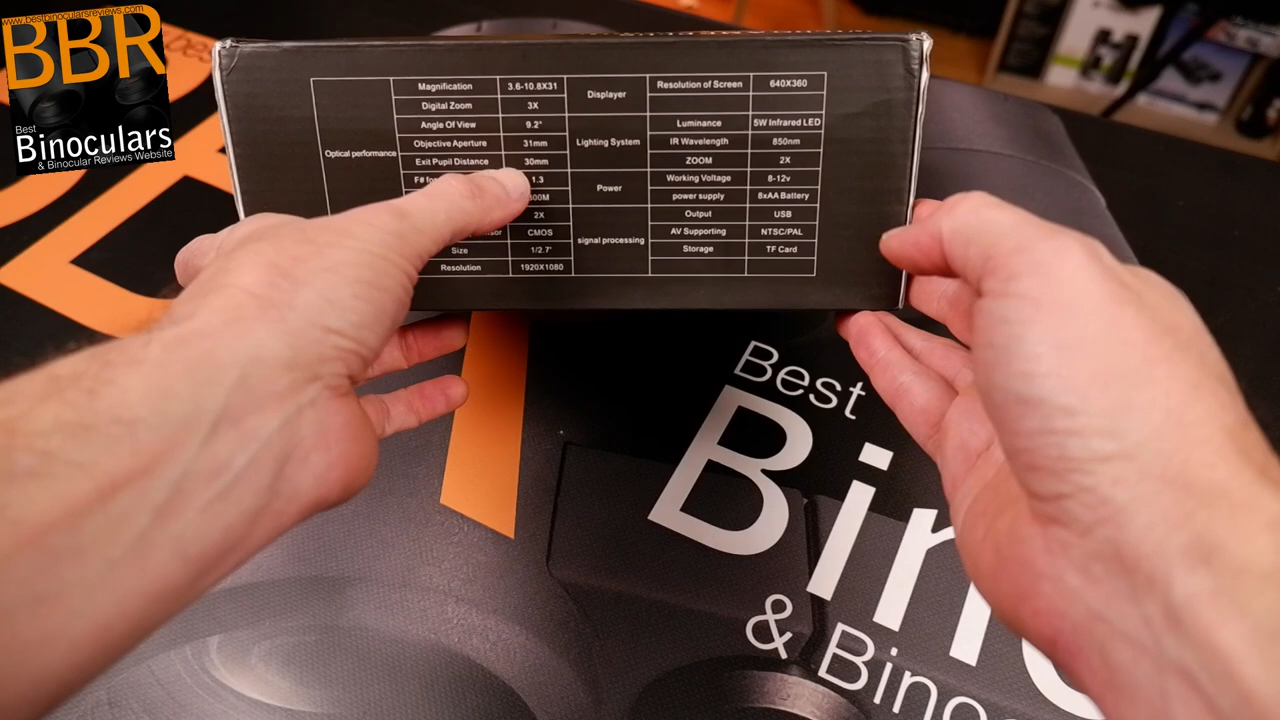 www.bestbinocularsreviews.com
BBR
Best
Binoculars
& Binocular Reviews Website
Optical performance
Magnification 3.6-10.8X31
Digital Zoom 3X
Angle Of View 9.2°
Objective Aperture 31mm
Exit Pupil Distance 30mm
F# 1.3
300M
2X
CMOS
Size 1/2.7"
Resolution 1920X1080
Displayer Resolution of Screen 640X360
Lighting System Luminance 5W Infrared LED
IR Wavelength 850nm
ZOOM 2X
Power Working Voltage 8-12v
power supply 8xAA Battery
signal processing Output USB
AV Supporting NTSC/PAL
Storage TF Card
Best
Bin
& Bino